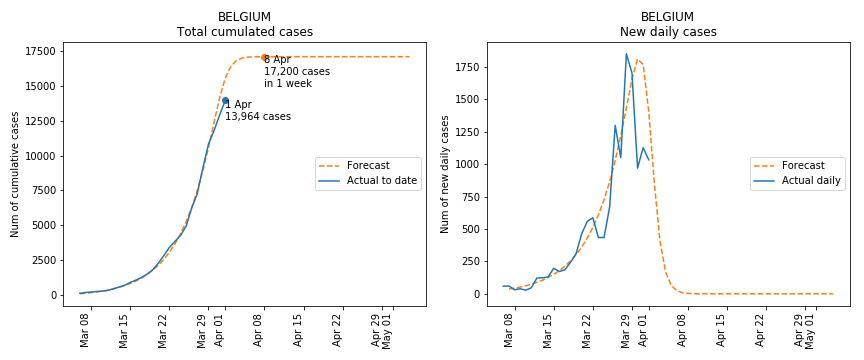 BELGIUM
Total cumulated cases
Num of cumulative cases
17500
15000
12500
10000
7500
5000
2500
0
8 Apr
17,200 cases
in 1 week
1 Apr
13,964 cases
Forecast
Actual to date
Mar 08
Mar 15
Mar 22
Mar 29
Apr 01
Apr 08
Apr 15
Apr 22
Apr 29
May 01
BELGIUM
New daily cases
Num of new daily cases
1750
1500
1250
1000
750
500
250
0
Forecast
Actual daily
Mar 08
Mar 15
Mar 22
Mar 29
Apr 01
Apr 08
Apr 15
Apr 22
Apr 29
May 01